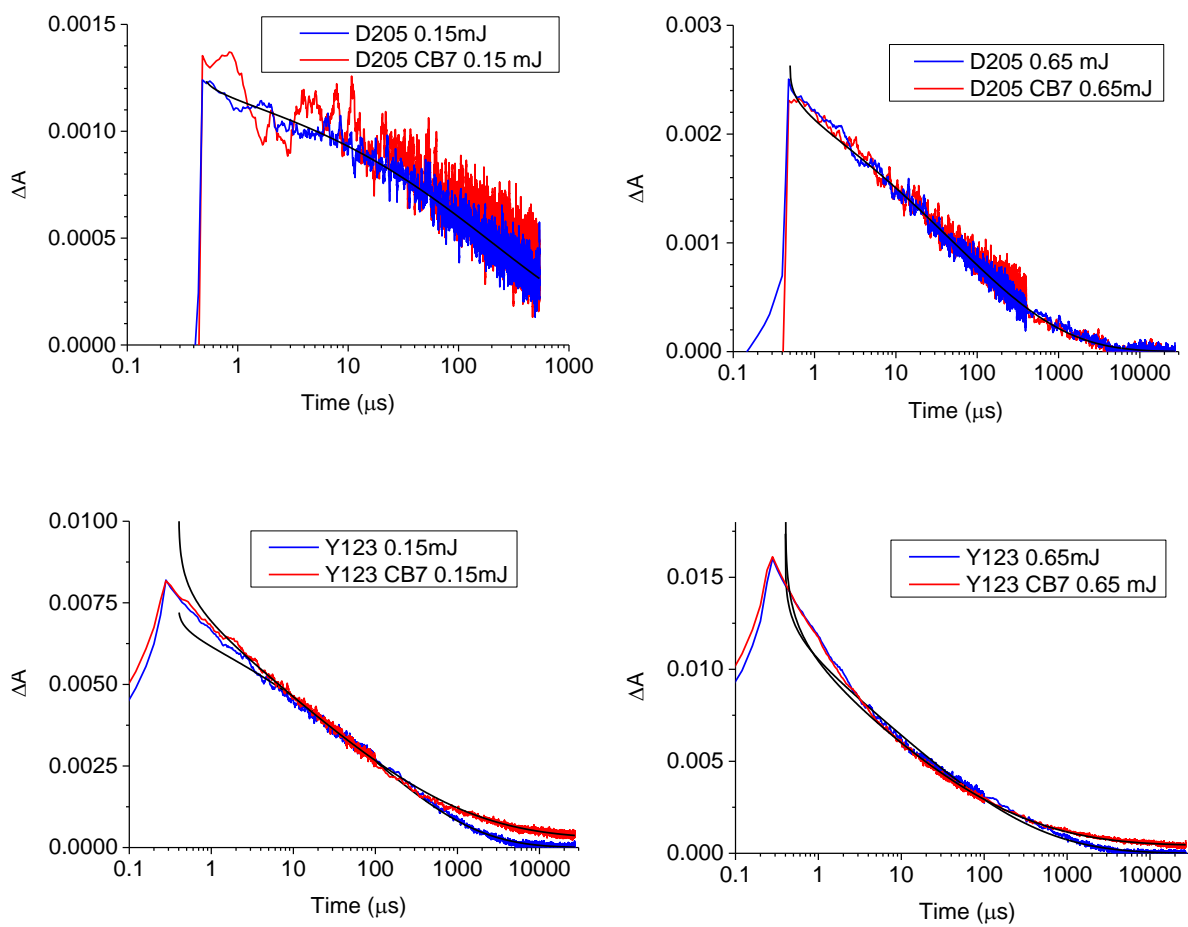 0.0015
0.0010
0.0005
0.0000
ΔA
D205 0.15mJ
D205 CB7 0.15 mJ
0.1 1 10 100 1000
Time (μs)
0.003
0.002
0.001
0.000
ΔA
D205 0.65 mJ
D205 CB7 0.65mJ
0.1 1 10 100 1000 10000
Time (μs)
0.0100
0.0075
0.0050
0.0025
0.0000
ΔA
Y123 0.15mJ
Y123 CB7 0.15mJ
0.1 1 10 100 1000 10000
Time (μs)
0.015
0.010
0.005
0.000
ΔA
Y123 0.65mJ
Y123 CB7 0.65 mJ
0.1 1 10 100 1000 10000
Time (μs)